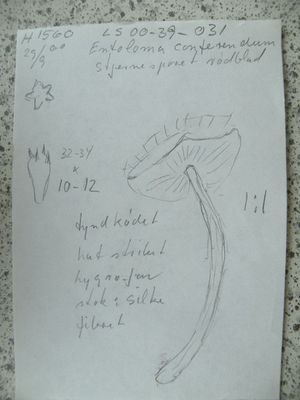 H 1560 LS 00-39-031
25/9 00
Entoloma conferendum
stjernesporet rødblad
32-34
x
10-12
1:1
tyndkødet
hat stribet
hygrofan
stok: silke
fibret